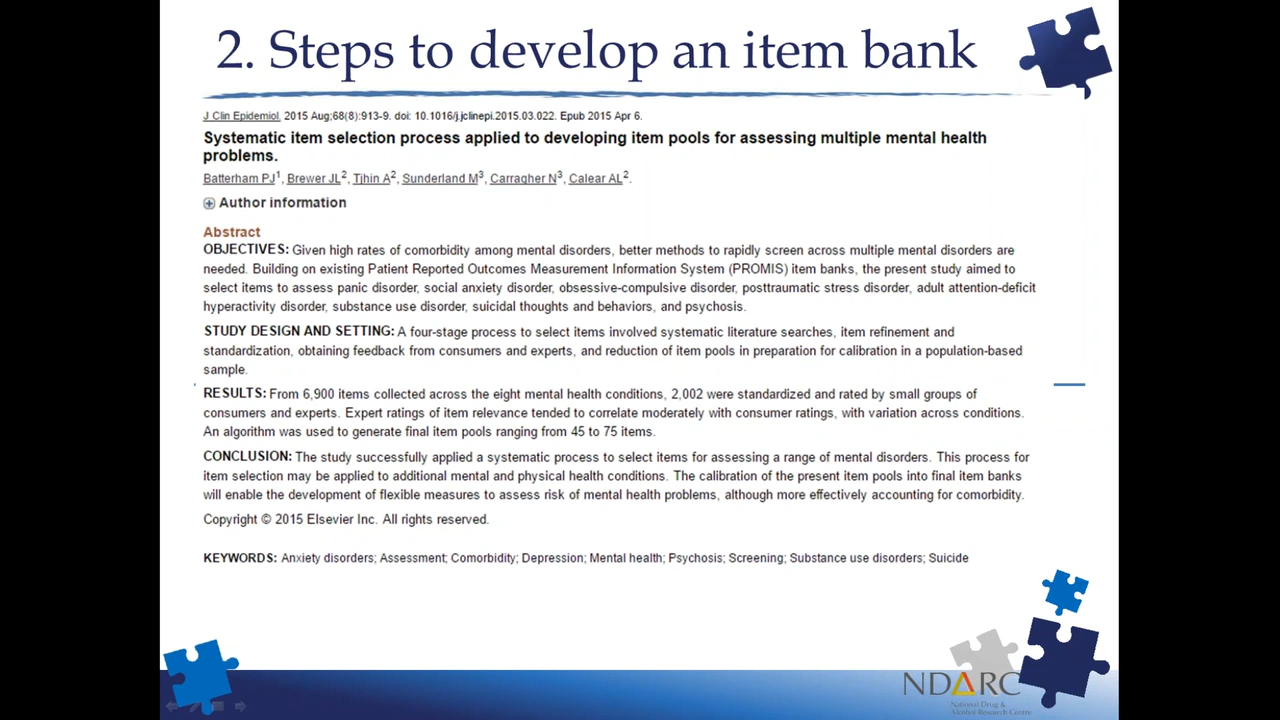 2. Steps to develop an item bank
J Clin Epidemiol. 2015 Aug;68(8):913-9. doi: 10.1016/j.jclinepi.2015.03.022. Epub 2015 Apr 6.
Systematic item selection process applied to developing item pools for assessing multiple mental health
problems.
Batterham PJ1, Brewer JL2, Tjhin A2, Sunderland M3, Carragher N3, Calear AL2.
Author information
Abstract
OBJECTIVES: Given high rates of comorbidity among mental disorders, better methods to rapidly screen across multiple mental disorders are
needed. Building on existing Patient Reported Outcomes Measurement Information System (PROMIS) item banks, the present study aimed to
select items to assess panic disorder, social anxiety disorder, obsessive-compulsive disorder, posttraumatic stress disorder, adult attention-deficit
hyperactivity disorder, substance use disorder, suicidal thoughts and behaviors, and psychosis.
STUDY DESIGN AND SETTING: A four-stage process to select items involved systematic literature searches, item refinement and
standardization, obtaining feedback from consumers and experts, and reduction of item pools in preparation for calibration in a population-based
sample.
RESULTS: From 6,900 items collected across the eight mental health conditions, 2,002 were standardized and rated by small groups of
consumers and experts. Expert ratings of item relevance tended to correlate moderately with consumer ratings, with variation across conditions.
An algorithm was used to generate final item pools ranging from 45 to 75 items.
CONCLUSION: The study successfully applied a systematic process to select items for assessing a range of mental disorders. This process for
item selection may be applied to additional mental and physical health conditions. The calibration of the present item pools into final item banks
will enable the development of flexible measures to assess risk of mental health problems, although more effectively accounting for comorbidity.
Copyright © 2015 Elsevier Inc. All rights reserved.
KEYWORDS: Anxiety disorders; Assessment; Comorbidity; Depression; Mental health; Psychosis; Screening; Substance use disorders; Suicide
NDARC
National Drug &
Alcohol Research Centre